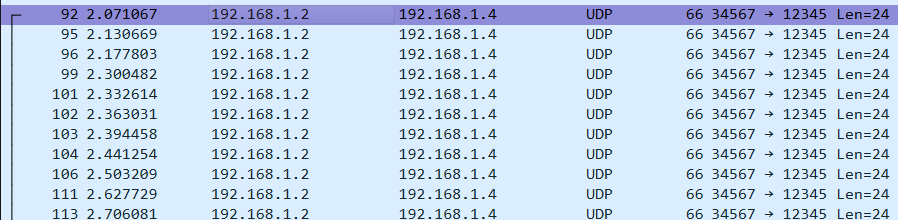 92 2.071067 192.168.1.2 192.168.1.4 UDP 66 34567 → 12345 Len=24
95 2.130669 192.168.1.2 192.168.1.4 UDP 66 34567 → 12345 Len=24
96 2.177803 192.168.1.2 192.168.1.4 UDP 66 34567 → 12345 Len=24
99 2.300482 192.168.1.2 192.168.1.4 UDP 66 34567 → 12345 Len=24
101 2.332614 192.168.1.2 192.168.1.4 UDP 66 34567 → 12345 Len=24
102 2.363031 192.168.1.2 192.168.1.4 UDP 66 34567 → 12345 Len=24
103 2.394458 192.168.1.2 192.168.1.4 UDP 66 34567 → 12345 Len=24
104 2.441254 192.168.1.2 192.168.1.4 UDP 66 34567 → 12345 Len=24
106 2.503209 192.168.1.2 192.168.1.4 UDP 66 34567 → 12345 Len=24
111 2.627729 192.168.1.2 192.168.1.4 UDP 66 34567 → 12345 Len=24
113 2.706081 192.168.1.2 192.168.1.4 UDP 66 34567 → 12345 Len=24